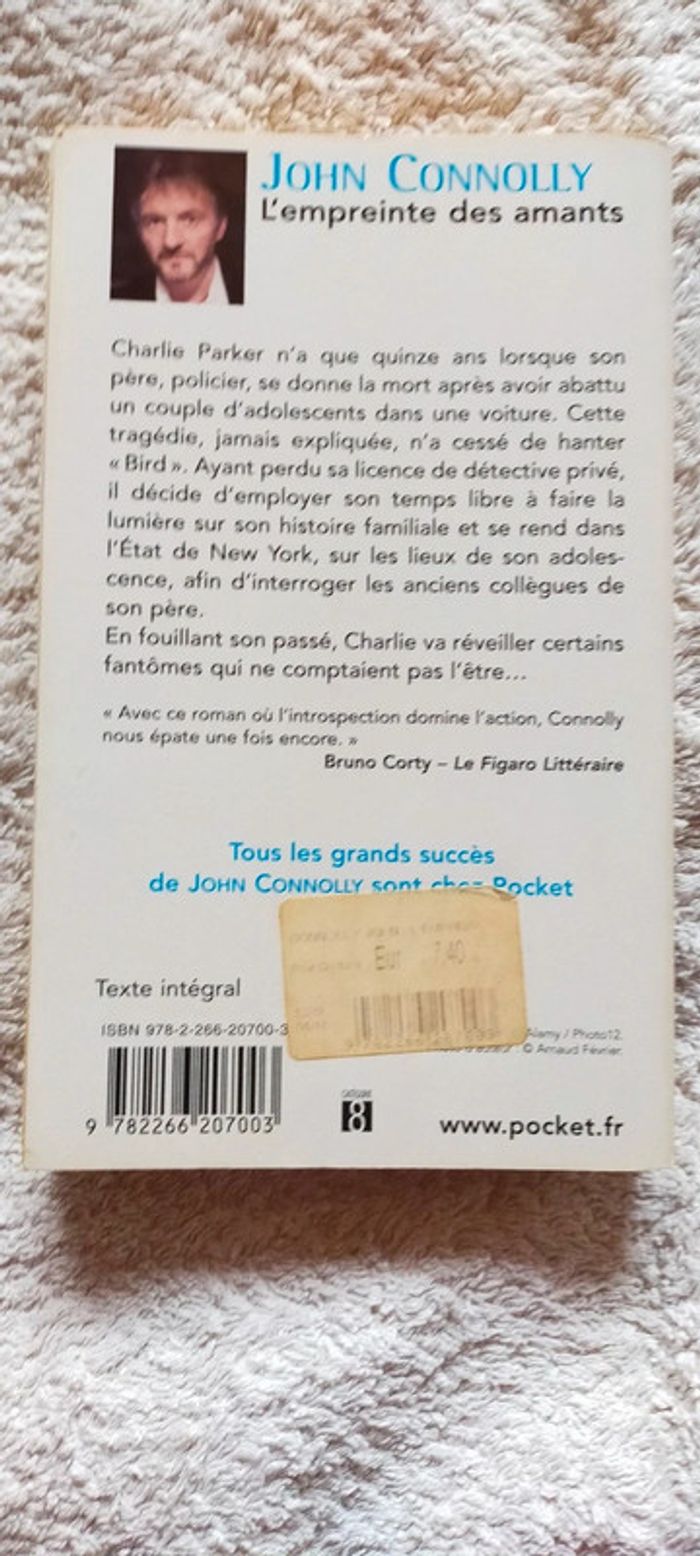 JOHN CONNOLLY
L'empreinte des amants
Charlie Parker n'a que quinze ans lorsque son
père, policier, se donne la mort après avoir abattu
un couple d'adolescents dans une voiture. Cette
tragédie, jamais expliquée, n'a cessé de hanter
« Bird ». Ayant perdu sa licence de détective privé,
il décide d'employer son temps libre à faire la
lumière sur son histoire familiale et se rend dans
l'État de New York, sur les lieux de son adoles-
cence, afin d'interroger les anciens collègues de
son père.
En fouillant son passé, Charlie va réveiller certains
fantômes qui ne comptaient pas l'être...
« Avec ce roman où l'introspection domine l'action, Connolly
nous épate une fois encore. »
Bruno Corty – Le Figaro Littéraire
Tous les grands succès
de JOHN CONNOLLY sont chez Pocket
Eur 7,40
Texte intégral
ISBN 978-2-266-20700-3
Alamy / Photo12.
© Arnaud Février.
9 782266 207003
CATÉGORIE
8
www.pocket.fr